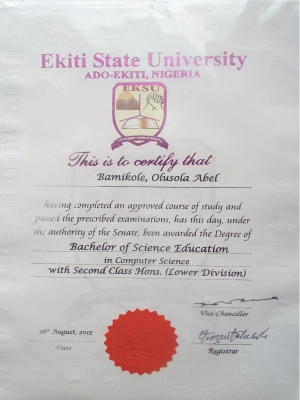 Ekiti State University
ADO-EKITI, NIGERIA
EKSU
This is to certify that
Bamikole, Olusola Abel
having completed an approved course of study and
passed the prescribed examinations, has this day, under
the authority of the Senate, been awarded the Degree of
Bachelor of Science Education
in Computer Science
with Second Class Hons. (Lower Division)
Vice-Chancellor
26th August, 2015
Date
Registrar